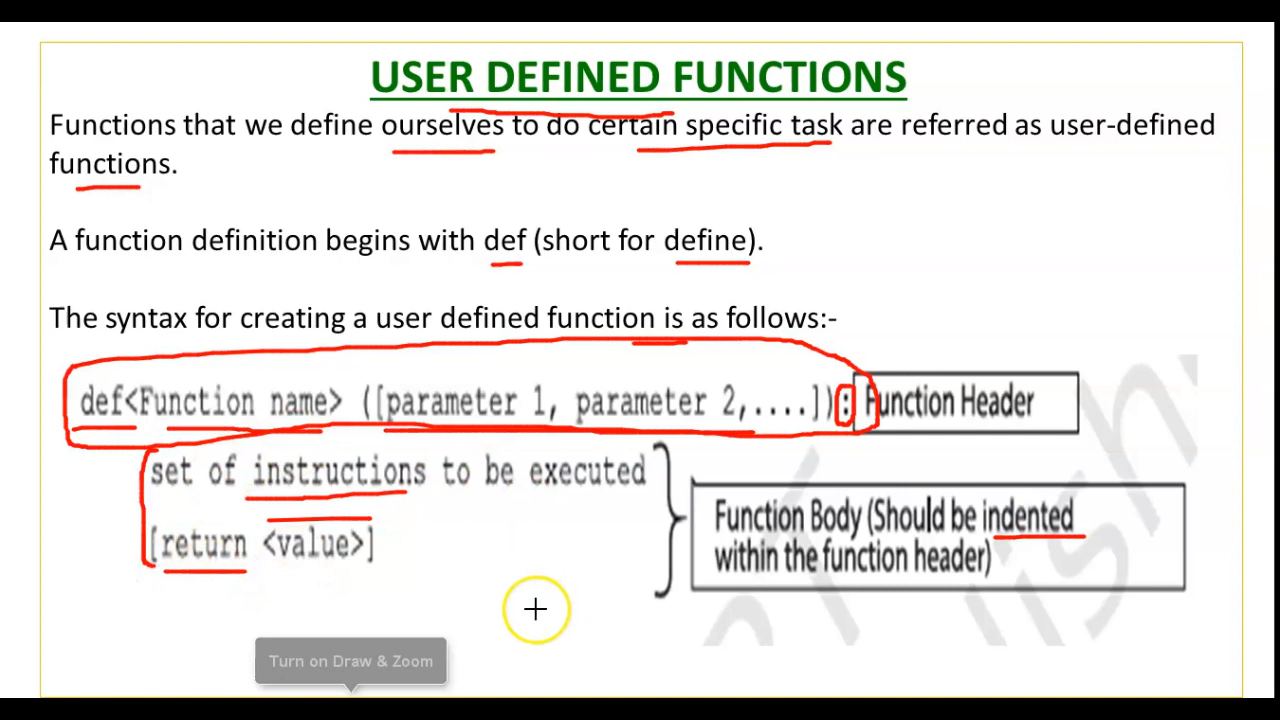 USER DEFINED FUNCTIONS
Functions that we define ourselves to do certain specific task are referred as user-defined
functions.
A function definition begins with def (short for define).
The syntax for creating a user defined function is as follows:-
def<Function name> ([parameter 1, parameter 2,....]) : Function Header
set of instructions to be executed
[return <value>]
Function Body (Should be indented
within the function header)
Turn on Draw & Zoom